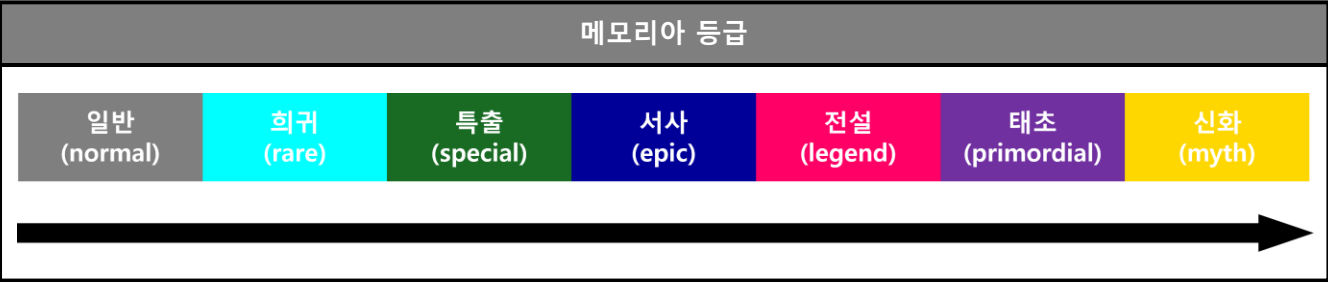 메모리아 등급
일반
(normal)
희귀
(rare)
특출
(special)
서사
(epic)
전설
(legend)
태초
(primordial)
신화
(myth)